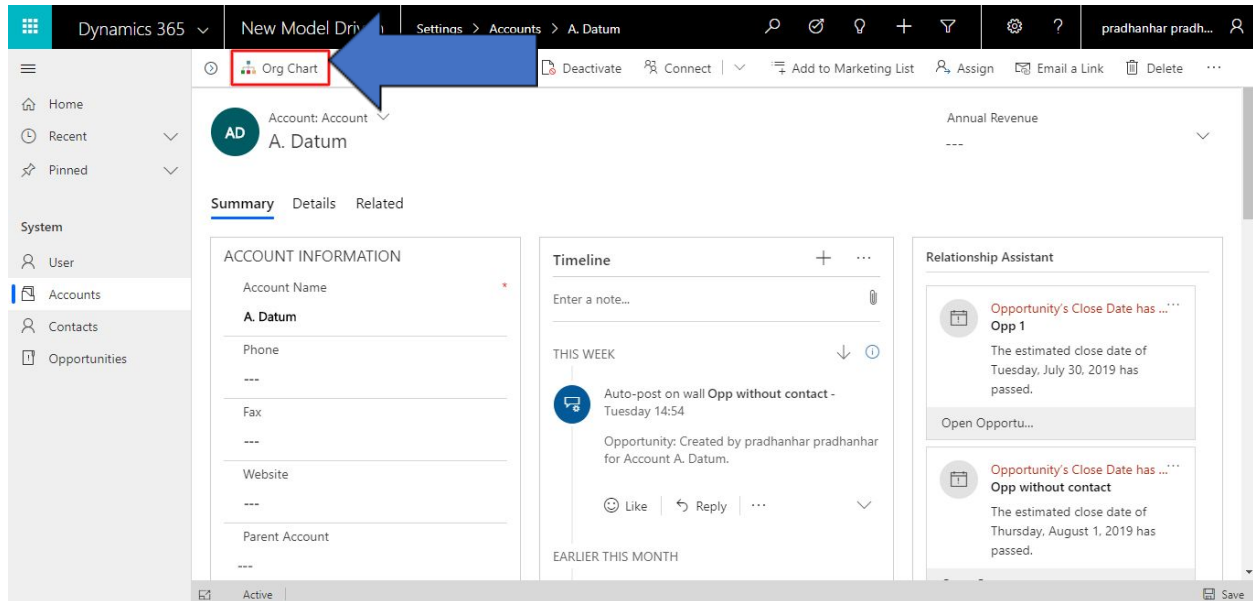 Dynamics 365
New Model Driv
Settings > Accounts > A. Datum
pradhanhar pradh...
Org Chart
Deactivate
Connect
Add to Marketing List
Assign
Email a Link
Delete
Home
Recent
Pinned
System
User
Accounts
Contacts
Opportunities
AD
Account: Account
A. Datum
Annual Revenue
---
Summary
Details
Related
ACCOUNT INFORMATION
Account Name *
A. Datum
Phone
---
Fax
---
Website
---
Parent Account
---
Timeline
Enter a note...
THIS WEEK
Auto-post on wall Opp without contact -
Tuesday 14:54
Opportunity: Created by pradhanhar pradhanhar
for Account A. Datum.
Like
Reply
EARLIER THIS MONTH
Relationship Assistant
Opportunity's Close Date has ...
Opp 1
The estimated close date of
Tuesday, July 30, 2019 has
passed.
Open Opportu...
Opportunity's Close Date has ...
Opp without contact
The estimated close date of
Thursday, August 1, 2019 has
passed.
Active
Save